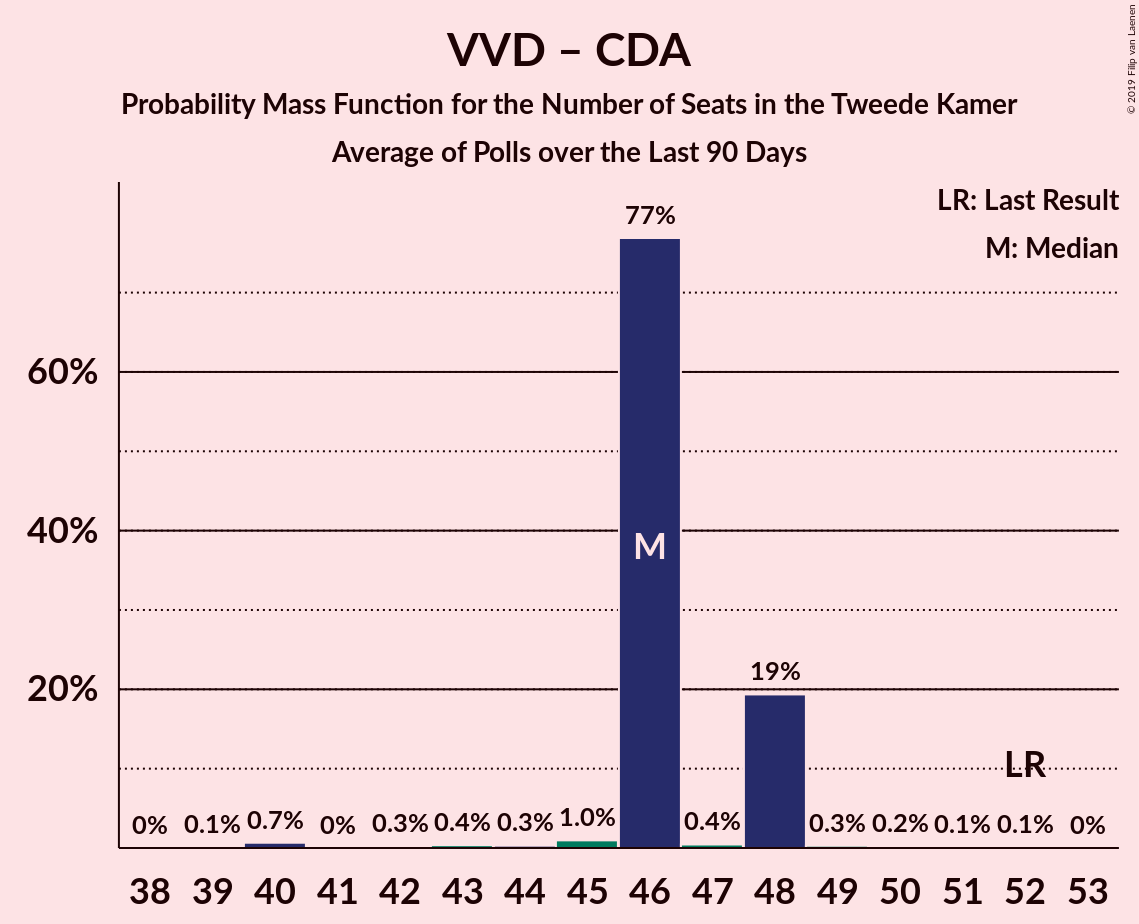 VVD – CDA
Probability Mass Function for the Number of Seats in the Tweede Kamer
Average of Polls over the Last 90 Days
© 2019 Filip van Laenen
LR: Last Result
M: Median
60%
40%
20%
0% 0.1% 0.7% 0% 0.3% 0.4% 0.3% 1.0% 77% 0.4% 19% 0.3% 0.2% 0.1% 0.1% 0%
M
LR
38 39 40 41 42 43 44 45 46 47 48 49 50 51 52 53